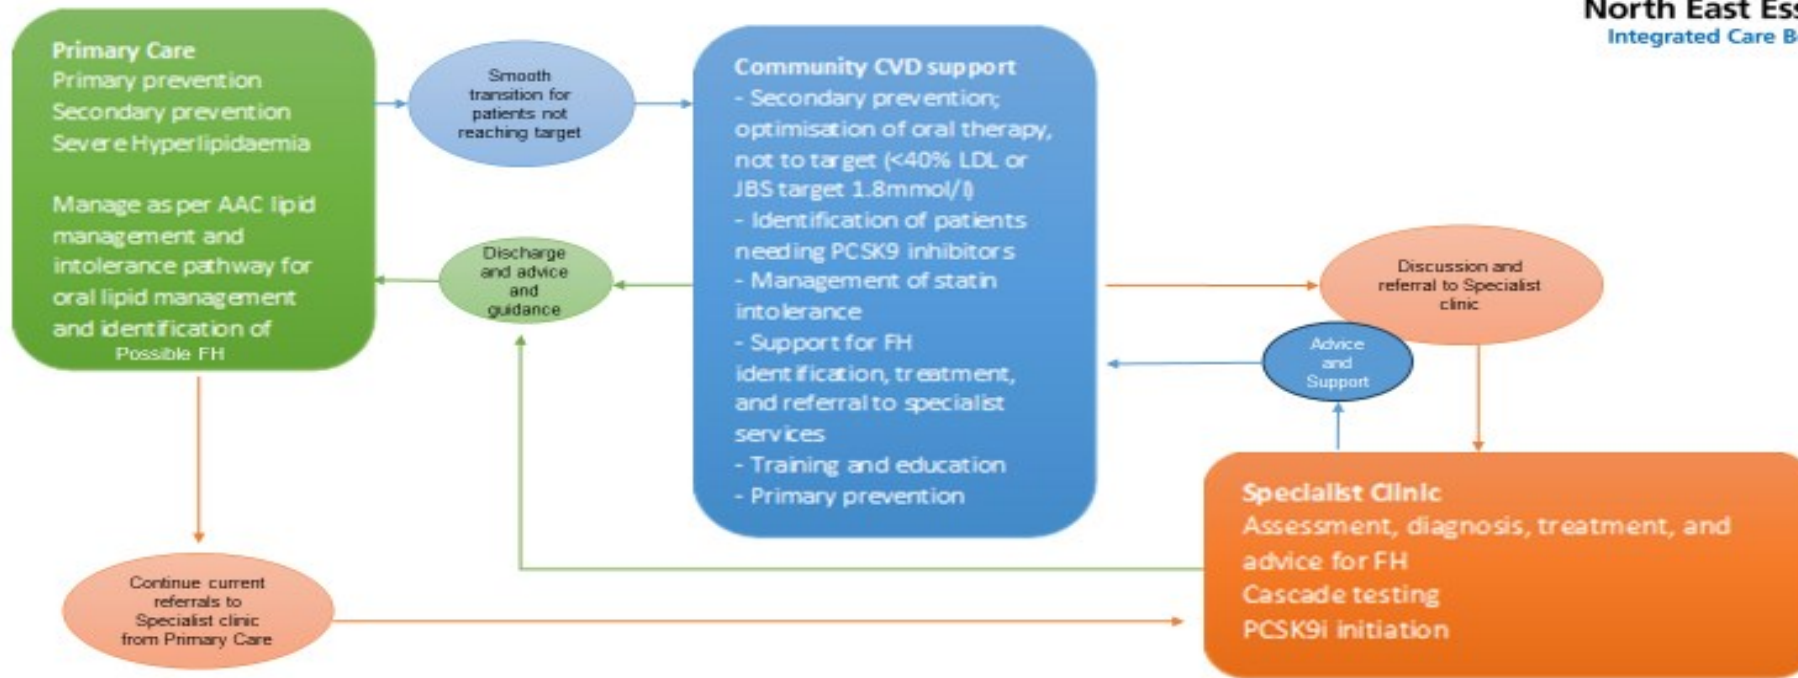 North East Ess
Integrated Care B
Primary Care
Primary prevention
Secondary prevention
Severe Hyperlipidaemia
Manage as per AAC lipid
management and
intolerance pathway for
oral lipid management
and identification of
Possible FH
Smooth
transition for
patients not
reaching target
Discharge
and advice
and
guidance
Community CVD support
- Secondary prevention;
optimisation of oral therapy,
not to target (<40% LDL or
JBS target 1.8mmol/l)
- Identification of patients
needing PCSK9 inhibitors
- Management of statin
intolerance
- Support for FH
identification, treatment,
and referral to specialist
services
- Training and education
- Primary prevention
Discussion and
referral to Specialist
clinic
Advice
and
Support
Specialist Clinic
Assessment, diagnosis, treatment, and
advice for FH
Cascade testing
PCSK9i initiation
Continue current
referrals to
Specialist clinic
from Primary Care